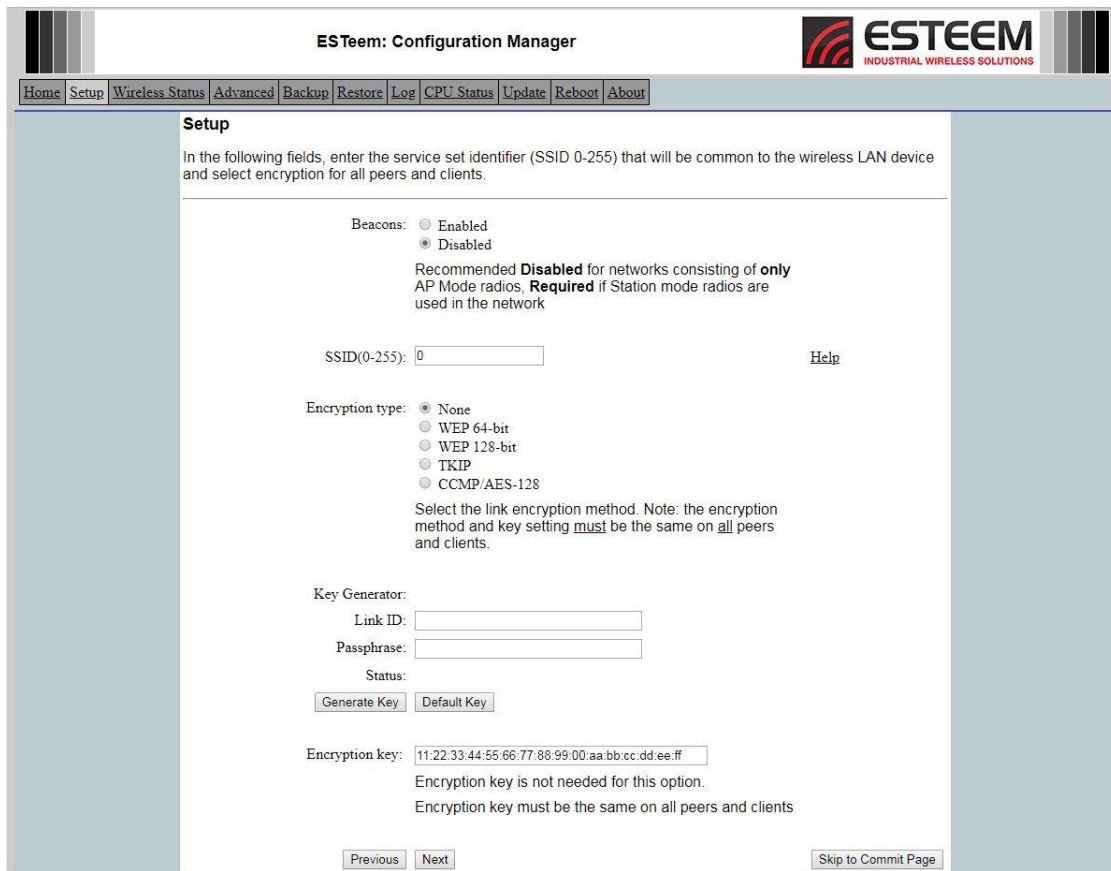 ESTeem: Configuration Manager
ESTEEM
INDUSTRIAL WIRELESS SOLUTIONS
Home Setup Wireless Status Advanced Backup Restore Log CPU Status Update Reboot About
Setup
In the following fields, enter the service set identifier (SSID 0-255) that will be common to the wireless LAN device
and select encryption for all peers and clients.
Beacons: Enabled
Disabled
Recommended Disabled for networks consisting of only
AP Mode radios, Required if Station mode radios are
used in the network
SSID(0-255): 0 Help
Encryption type: None
WEP 64-bit
WEP 128-bit
TKIP
CCMP/AES-128
Select the link encryption method. Note: the encryption
method and key setting must be the same on all peers
and clients.
Key Generator:
Link ID:
Passphrase:
Status:
Generate Key Default Key
Encryption key: 11:22:33:44:55:66:77:88:99:00:aa:bb:cc:dd:ee:ff
Encryption key is not needed for this option.
Encryption key must be the same on all peers and clients
Previous Next Skip to Commit Page